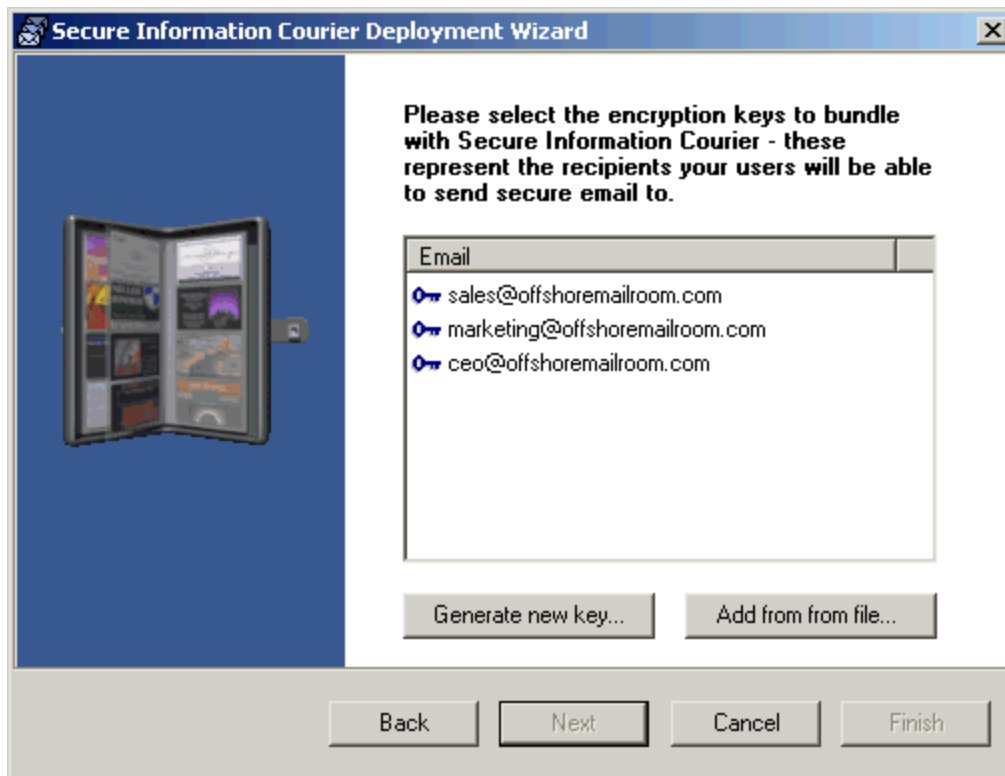 Secure Information Courier Deployment Wizard
Please select the encryption keys to bundle
with Secure Information Courier - these
represent the recipients your users will be able
to send secure email to.
Email
sales@offshoremailroom.com
marketing@offshoremailroom.com
ceo@offshoremailroom.com
Generate new key... Add from from file...
Back Next Cancel Finish